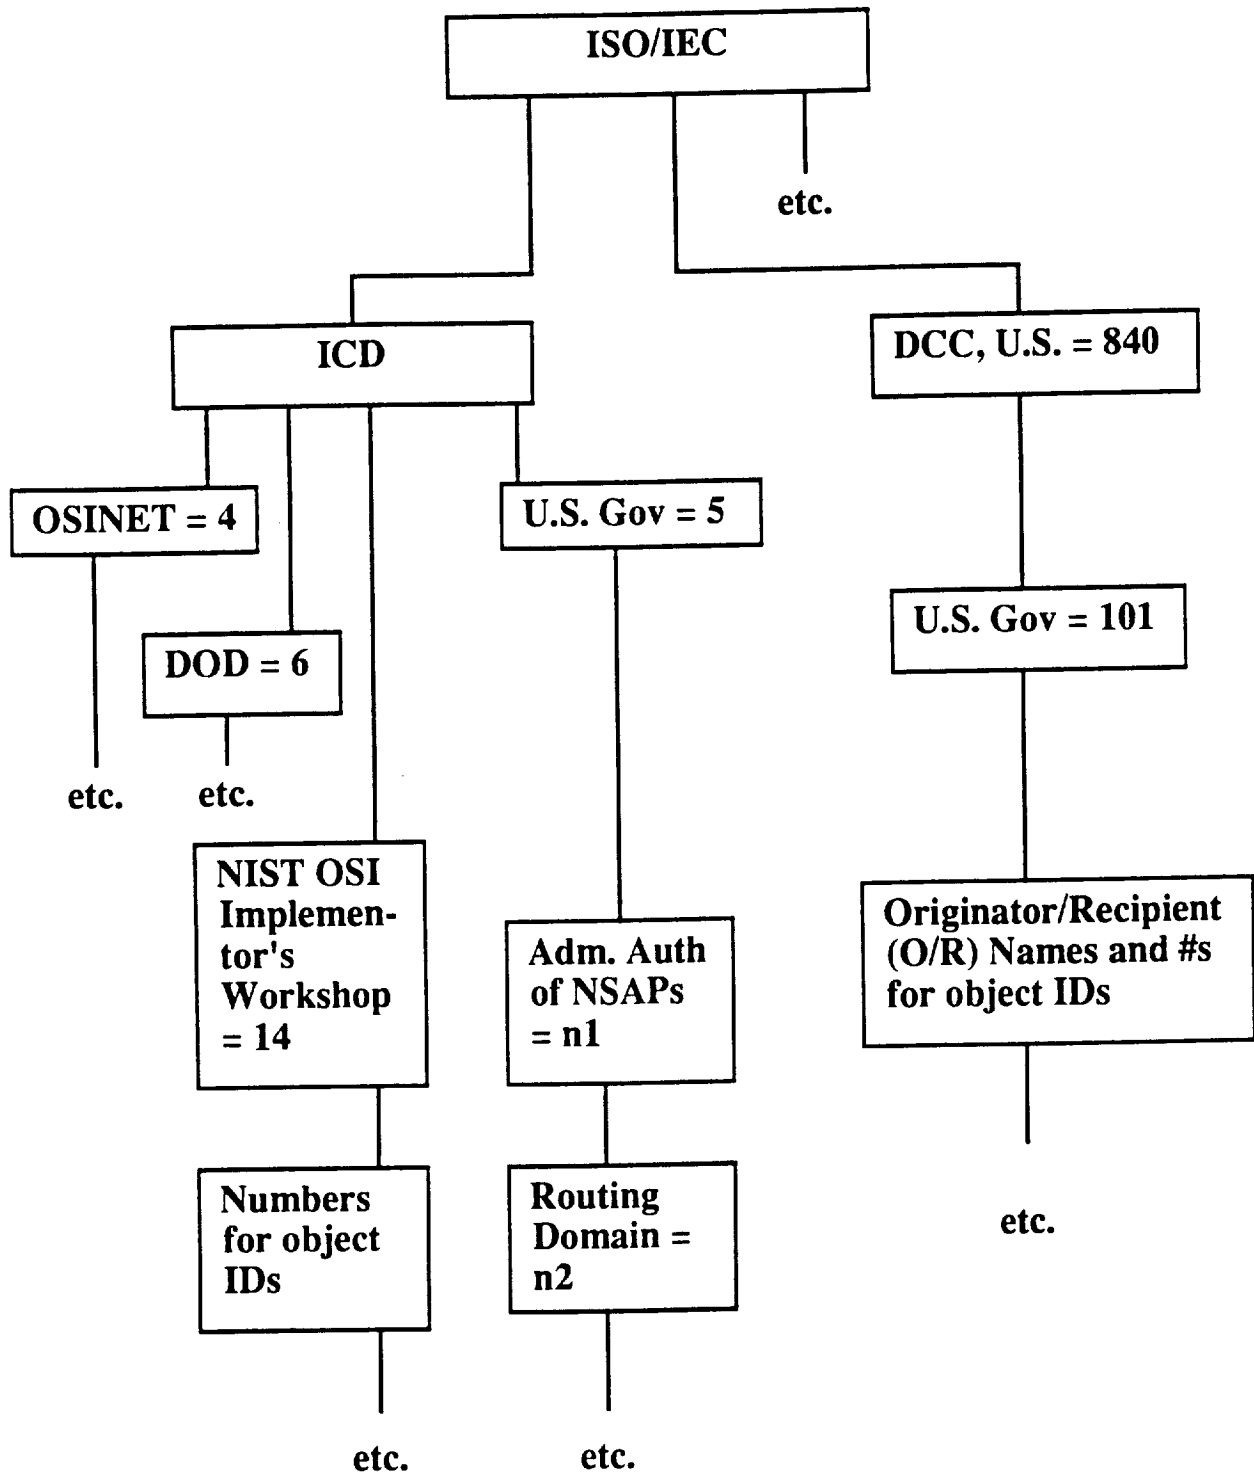 ISO/IEC
etc.
ICD
DCC, U.S. = 840
OSINET = 4
U.S. Gov = 5
U.S. Gov = 101
DOD = 6
etc.
etc.
NIST OSI
Implemen-
tor's
Workshop
= 14
Adm. Auth
of NSAPs
= n1
Originator/Recipient
(O/R) Names and #s
for object IDs
Numbers
for object
IDs
Routing
Domain =
n2
etc.
etc.
etc.